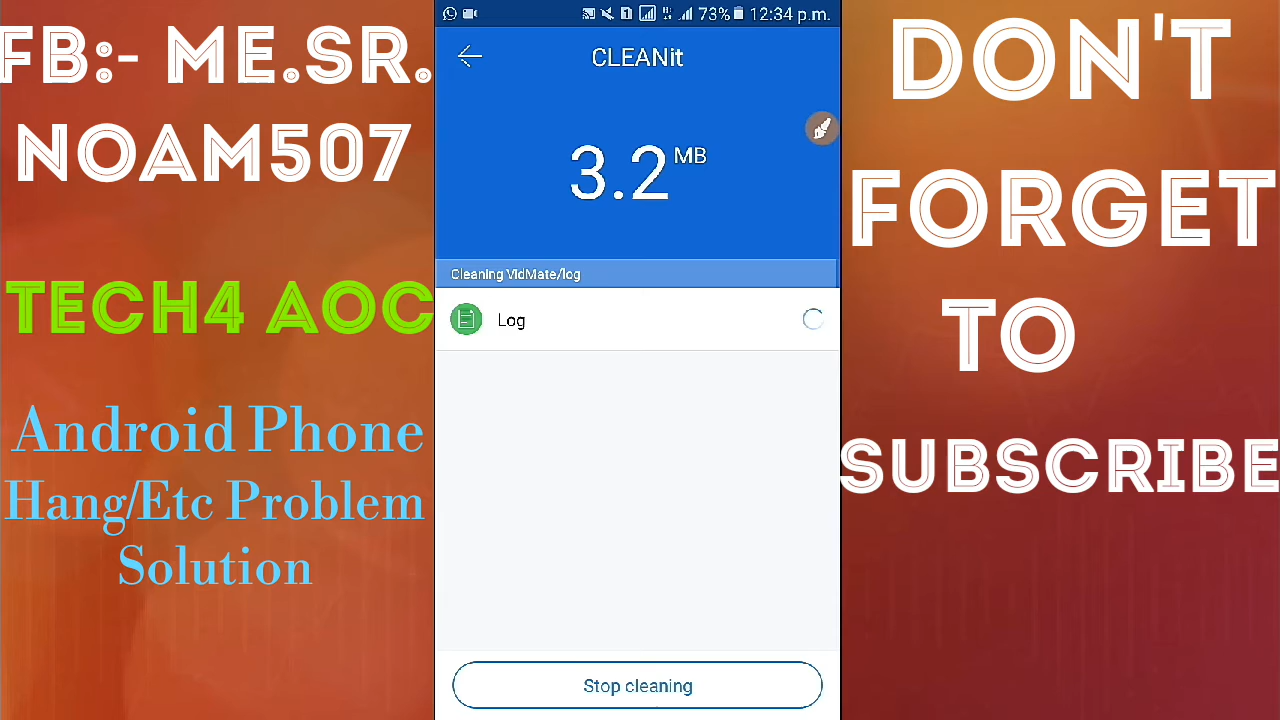 FB:- ME.SR.
NOAM507
TECH4 AOC
Android Phone
Hang/Etc Problem
Solution
73% 12:34 p.m.
CLEANit
3.2 MB
Cleaning VidMate/log
Log
Stop cleaning
DON'T
FORGET
TO
SUBSCRIBE